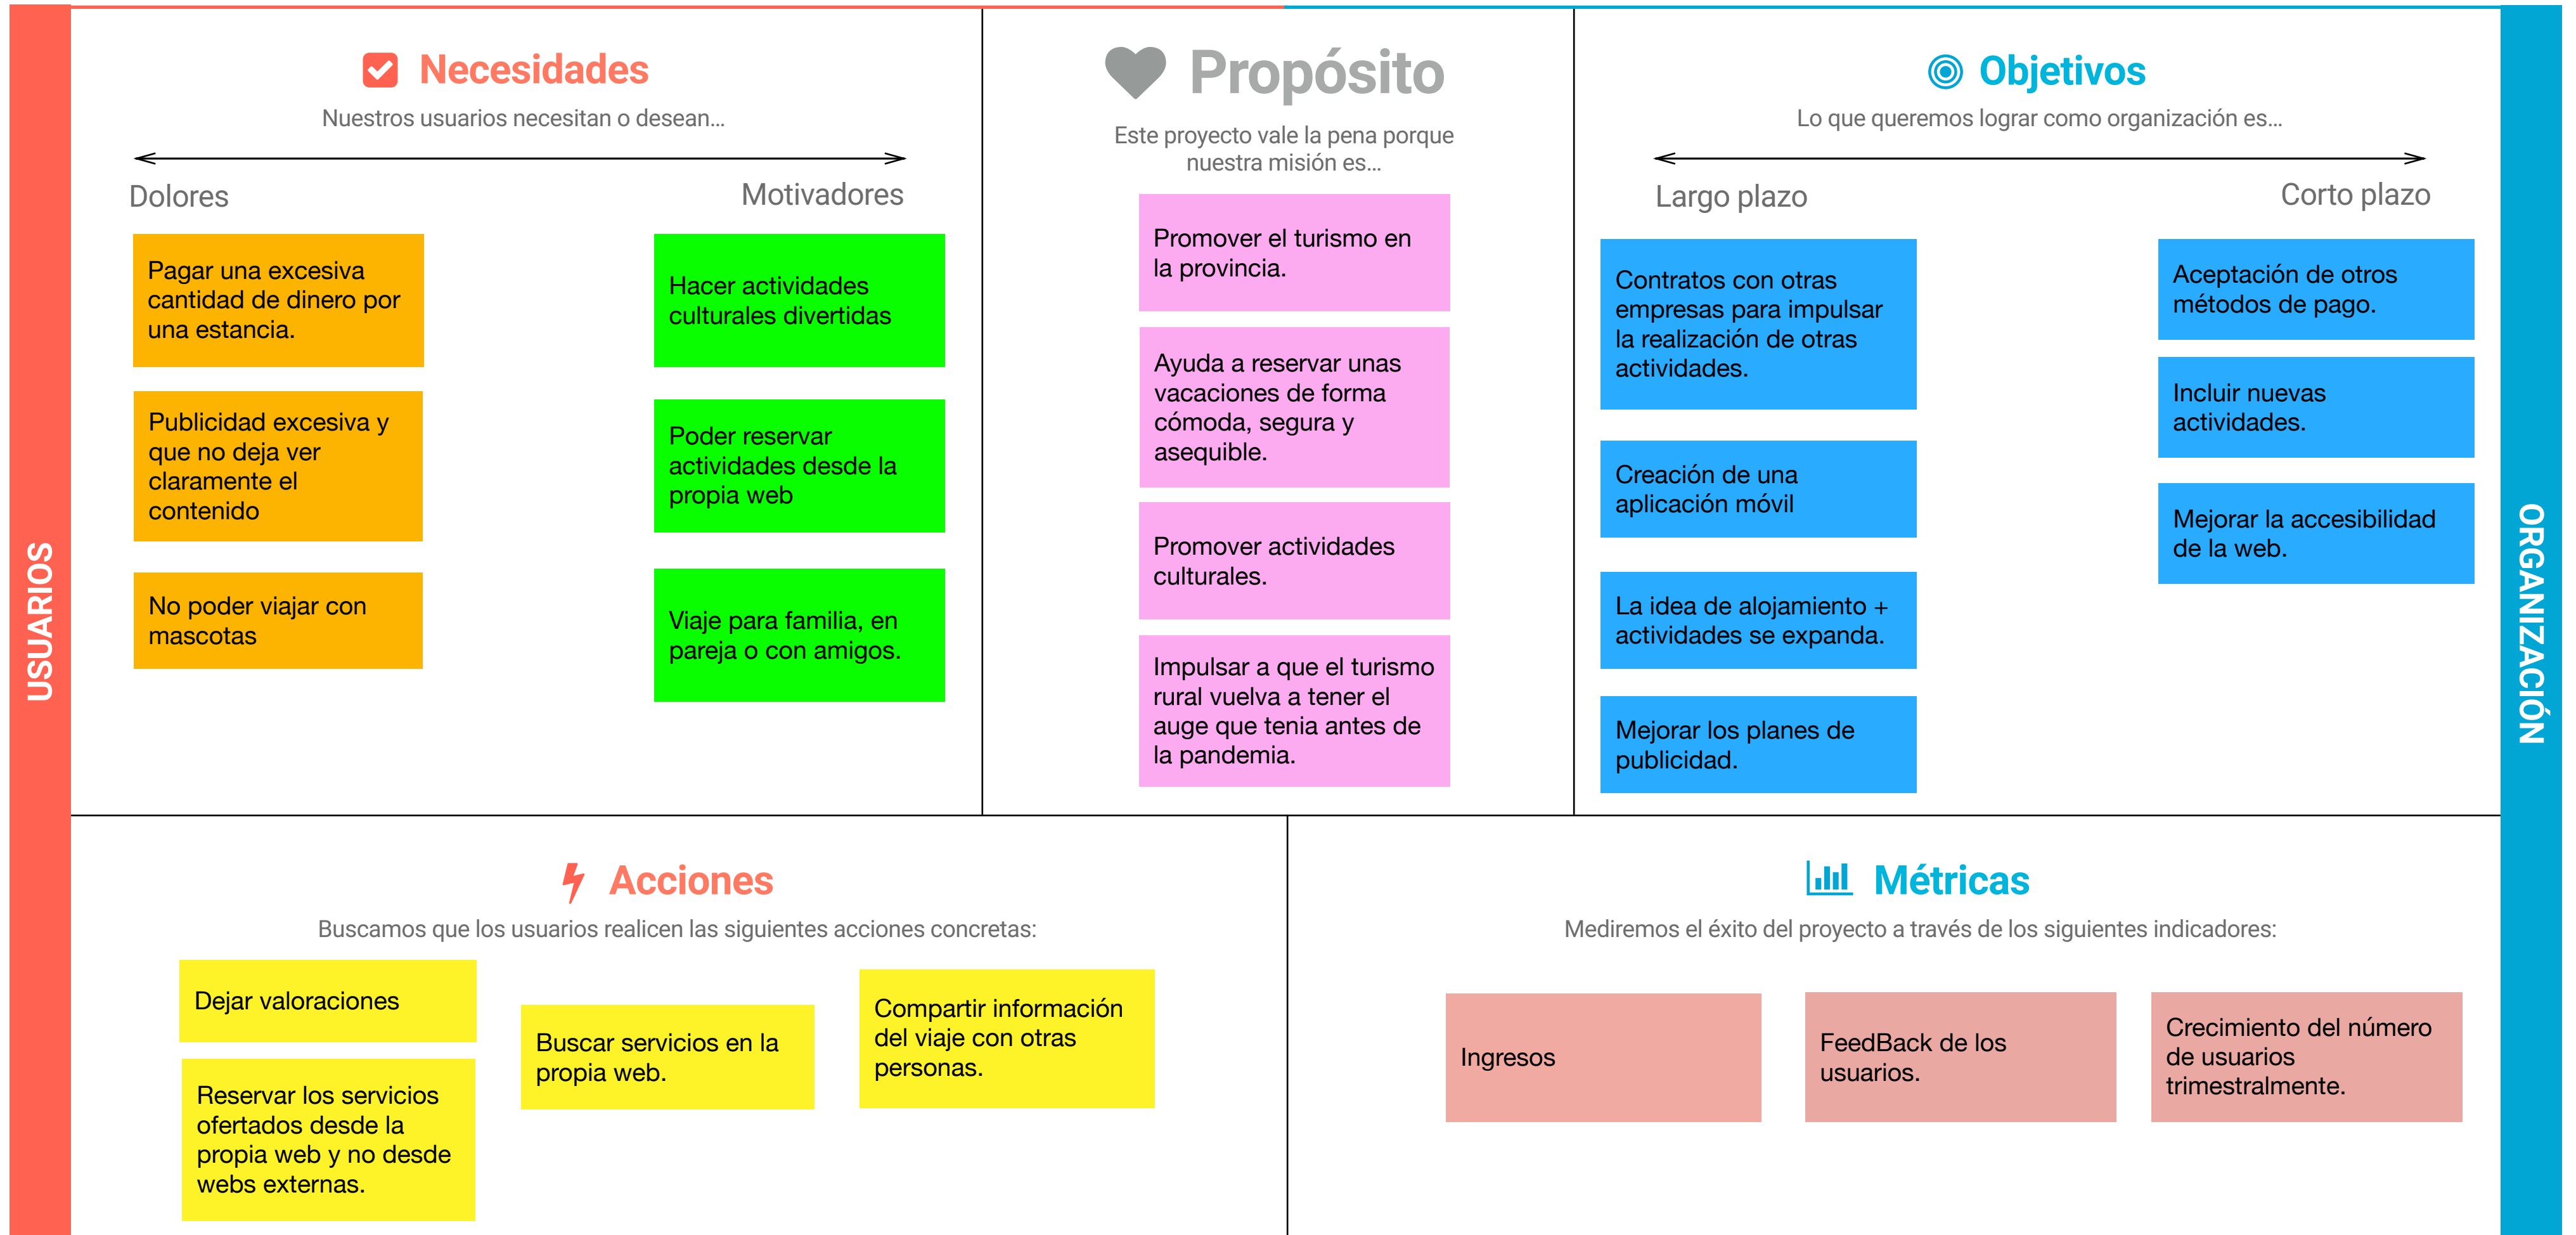 USUARIOS
Necesidades
Nuestros usuarios necesitan o desean...
Dolores
Motivadores
Pagar una excesiva
cantidad de dinero por
una estancia.
Publicidad excesiva y
que no deja ver
claramente el
contenido
No poder viajar con
mascotas
Hacer actividades
culturales divertidas
Poder reservar
actividades desde la
propia web
Viaje para familia, en
pareja o con amigos.
Propósito
Este proyecto vale la pena porque
nuestra misión es...
Promover el turismo en
la provincia.
Ayuda a reservar unas
vacaciones de forma
cómoda, segura y
asequible.
Promover actividades
culturales.
Impulsar a que el turismo
rural vuelva a tener el
auge que tenia antes de
la pandemia.
Objetivos
Lo que queremos lograr como organización es...
Largo plazo
Corto plazo
Contratos con otras
empresas para impulsar
la realización de otras
actividades.
Creación de una
aplicación móvil
La idea de alojamiento +
actividades se expanda.
Mejorar los planes de
publicidad.
Aceptación de otros
métodos de pago.
Incluir nuevas
actividades.
Mejorar la accesibilidad
de la web.
ORGANIZACIÓN
Acciones
Buscamos que los usuarios realicen las siguientes acciones concretas:
Dejar valoraciones
Reservar los servicios
ofertados desde la
propia web y no desde
webs externas.
Buscar servicios en la
propia web.
Compartir información
del viaje con otras
personas.
Métricas
Mediremos el éxito del proyecto a través de los siguientes indicadores:
Ingresos
FeedBack de los
usuarios.
Crecimiento del número
de usuarios
trimestralmente.